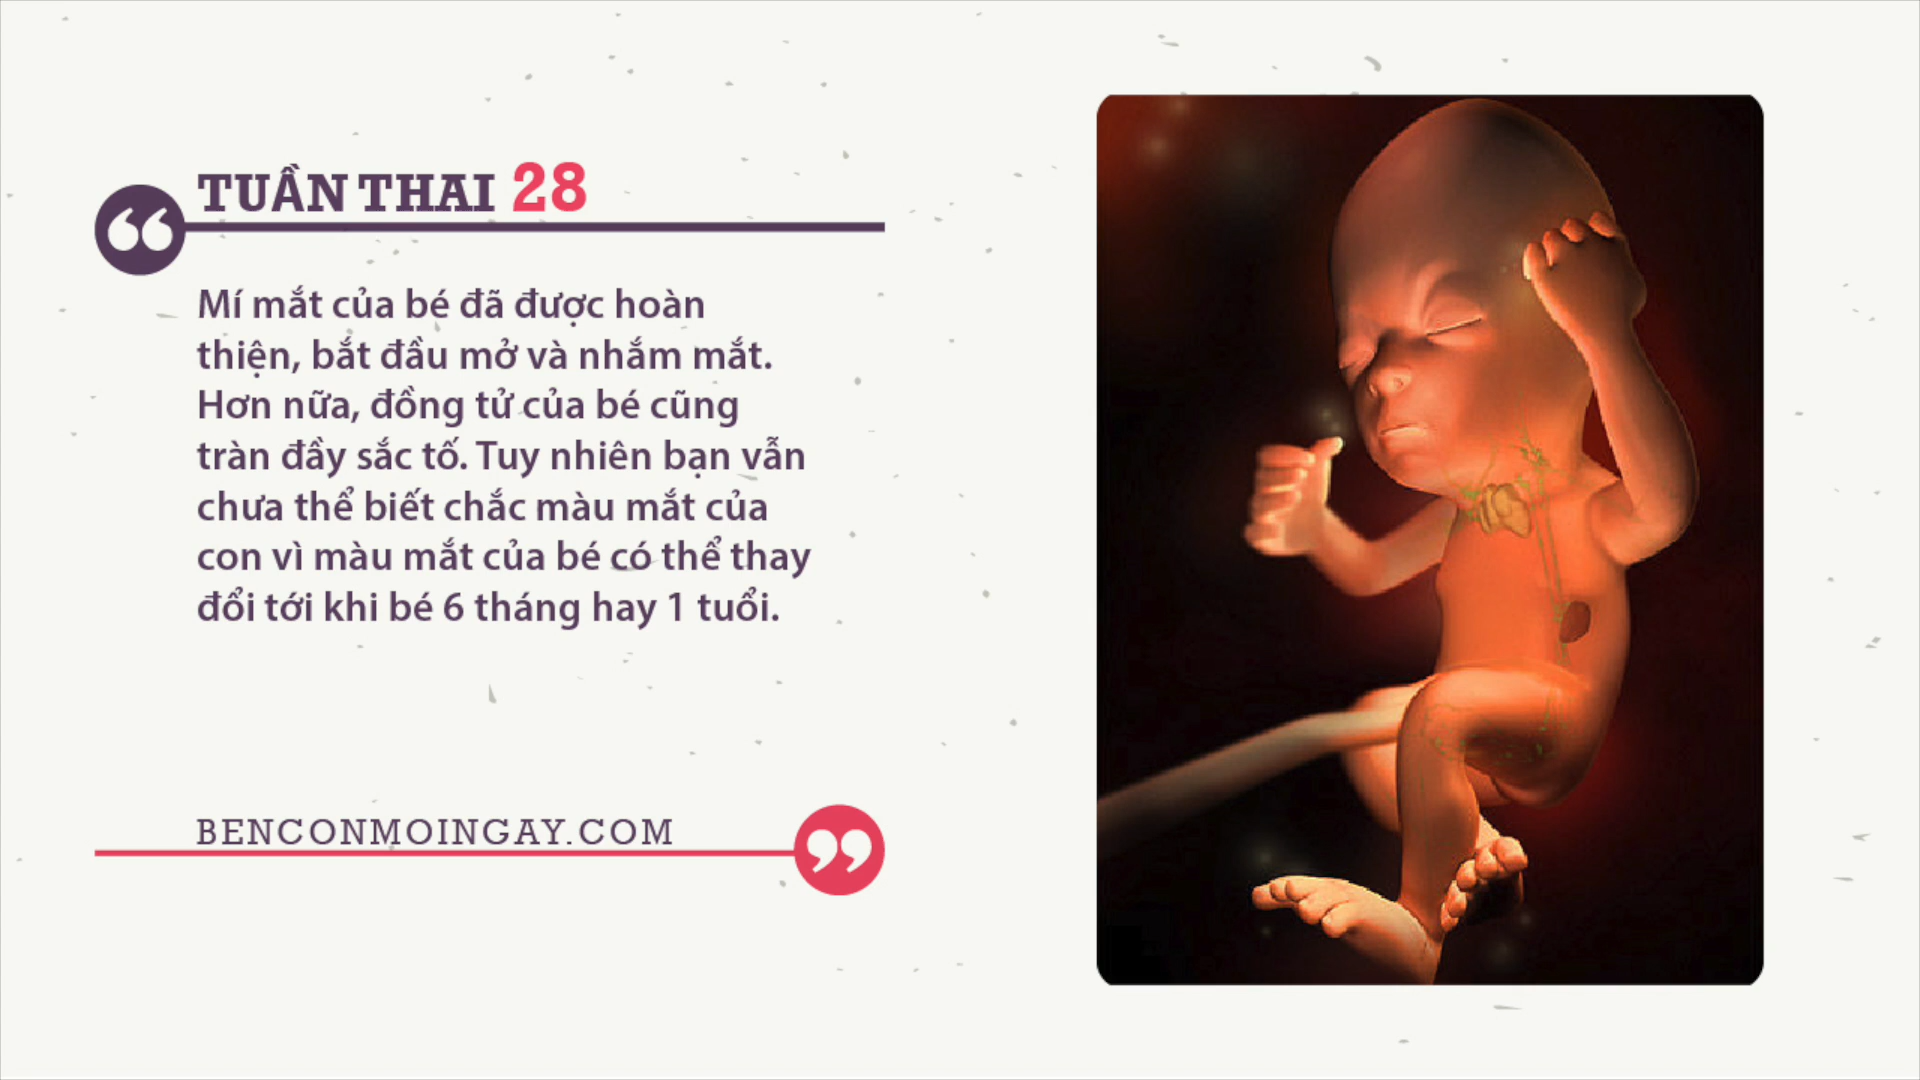 TUẦN THAI 28
Mí mắt của bé đã được hoàn
thiện, bắt đầu mở và nhắm mắt.
Hơn nữa, đồng tử của bé cũng
tràn đầy sắc tố. Tuy nhiên bạn vẫn
chưa thể biết chắc màu mắt của
con vì màu mắt của bé có thể thay
đổi tới khi bé 6 tháng hay 1 tuổi.
BENCONMOINGAY.COM